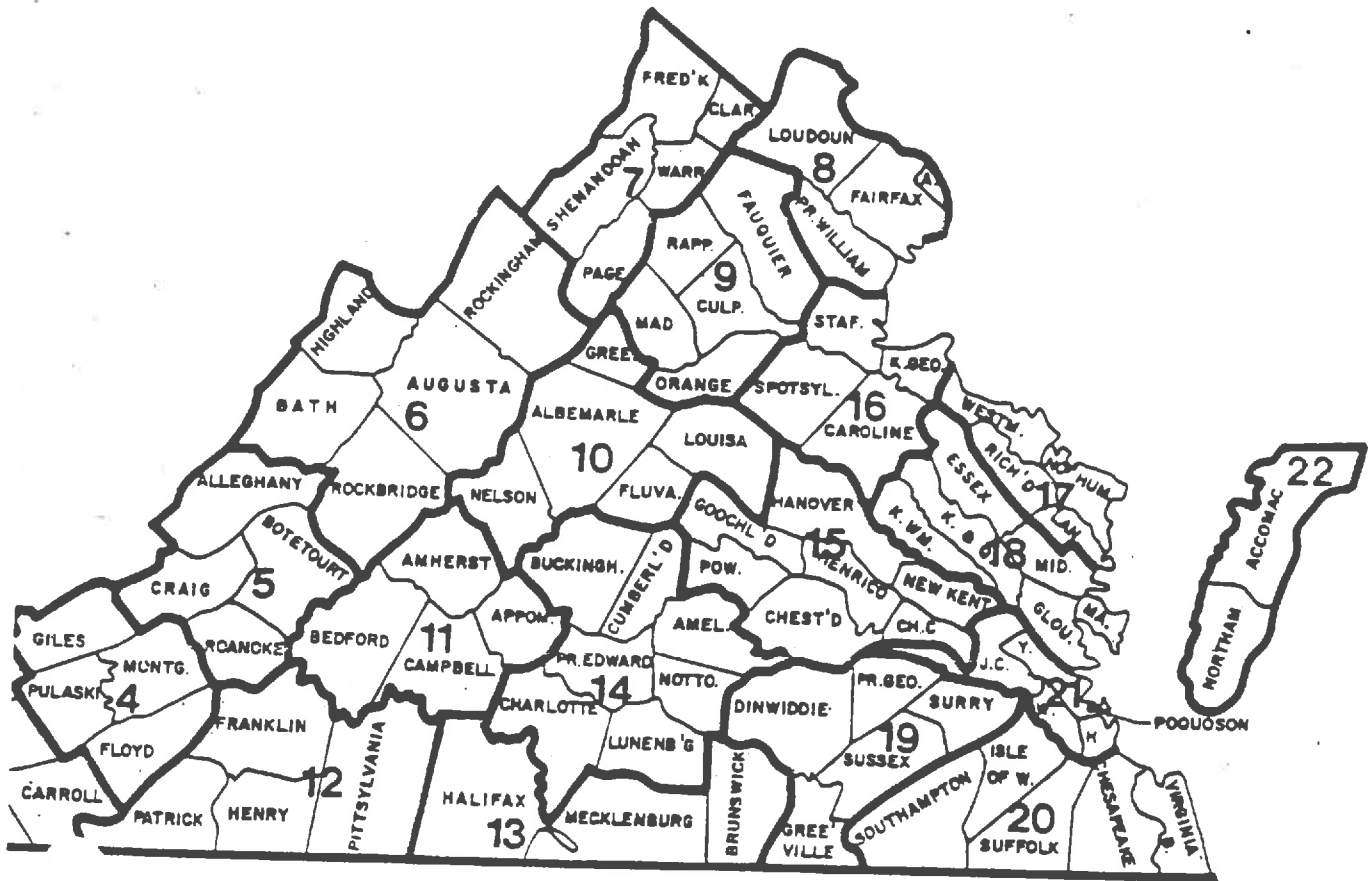 FRED'K
CLAR.
LOUDOUN
8
SHENANDOAH
7
WARR
FAIRFAX
A
FAUQUIER
PR. WILLIAM
ROCKINGHAM
PAGE
RAPP.
9
CULP.
HIGHLAND
MAD
STAF.
GREE
K. GEO.
AUGUSTA
6
ORANGE
SPOTSYL.
16
CAROLINE
BATH
ALBEMARLE
10
LOUISA
WESTM.
RICH'D
17
NO
HUM.
ESSEX
LAN
22
ACCOMAC
NORTHAM
ALLEGHANY
ROCKBRIDGE
NELSON
FLUVA.
GOOCHL'D
HANOVER
15
K. WM.
K. & Q
18
MID.
BOTETOURT
AMHERST
BUCKINGH.
CUMBERL'D
POW.
HENRICO
NEW KENT
CRAIG
5
GLOU.
MA.
APPOM.
AMEL.
CHEST'D
CH.C
GILES
ROANCKE
BEDFORD
11
CAMPBELL
PR. EDWARD
14
NOTTO.
J.C.
Y.
MONTG.
PULASKI
4
PR. GEO.
SURRY
21
POQUOSON
H
FRANKLIN
CHARLOTTE
DINWIDDIE
19
SUSSEX
FLOYD
PITTSYLVANIA
LUNENB'G
ISLE
OF W.
12
CARROLL
PATRICK
HENRY
HALIFAX
13
MECKLENBURG
BRUNSWICK
GREE'
VILLE
SOUTHAMPTON
20
SUFFOLK
CHESAPEAKE
VIRGINIA
B.